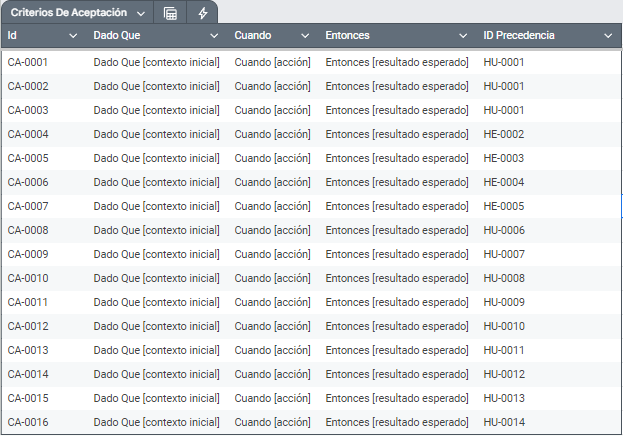 Criterios De Aceptación
Id Dado Que Cuando Entonces ID Precedencia
CA-0001 Dado Que [contexto inicial] Cuando [acción] Entonces [resultado esperado] HU-0001
CA-0002 Dado Que [contexto inicial] Cuando [acción] Entonces [resultado esperado] HU-0001
CA-0003 Dado Que [contexto inicial] Cuando [acción] Entonces [resultado esperado] HU-0001
CA-0004 Dado Que [contexto inicial] Cuando [acción] Entonces [resultado esperado] HE-0002
CA-0005 Dado Que [contexto inicial] Cuando [acción] Entonces [resultado esperado] HE-0003
CA-0006 Dado Que [contexto inicial] Cuando [acción] Entonces [resultado esperado] HE-0004
CA-0007 Dado Que [contexto inicial] Cuando [acción] Entonces [resultado esperado] HE-0005
CA-0008 Dado Que [contexto inicial] Cuando [acción] Entonces [resultado esperado] HU-0006
CA-0009 Dado Que [contexto inicial] Cuando [acción] Entonces [resultado esperado] HU-0007
CA-0010 Dado Que [contexto inicial] Cuando [acción] Entonces [resultado esperado] HU-0008
CA-0011 Dado Que [contexto inicial] Cuando [acción] Entonces [resultado esperado] HU-0009
CA-0012 Dado Que [contexto inicial] Cuando [acción] Entonces [resultado esperado] HU-0010
CA-0013 Dado Que [contexto inicial] Cuando [acción] Entonces [resultado esperado] HU-0011
CA-0014 Dado Que [contexto inicial] Cuando [acción] Entonces [resultado esperado] HU-0012
CA-0015 Dado Que [contexto inicial] Cuando [acción] Entonces [resultado esperado] HU-0013
CA-0016 Dado Que [contexto inicial] Cuando [acción] Entonces [resultado esperado] HU-0014